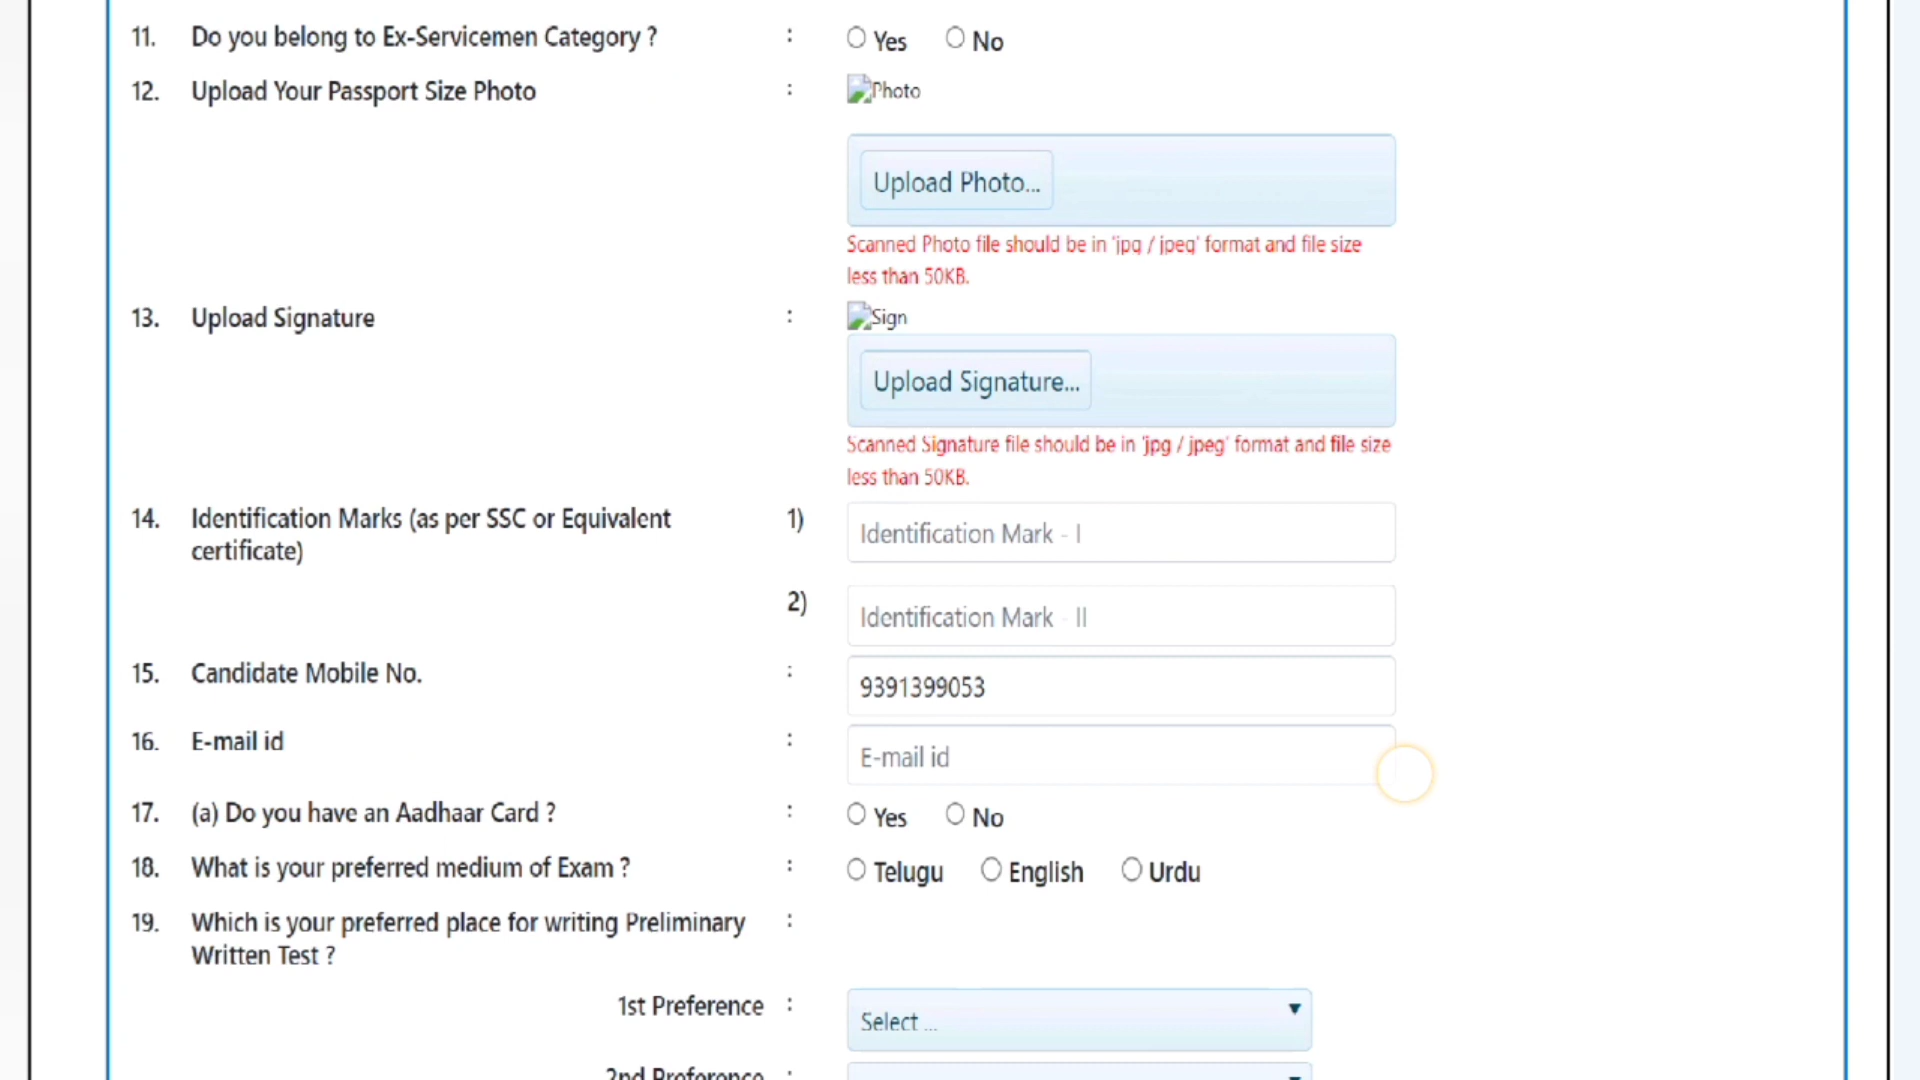 11. Do you belong to Ex-Servicemen Category ? : Yes No
12. Upload Your Passport Size Photo : Photo
Upload Photo...
Scanned Photo file should be in 'jpg / jpeg' format and file size
less than 50KB.
13. Upload Signature : Sign
Upload Signature...
Scanned Signature file should be in 'jpg / jpeg' format and file size
less than 50KB.
14. Identification Marks (as per SSC or Equivalent 1) Identification Mark - I
certificate)
2) Identification Mark - II
15. Candidate Mobile No. : 9391399053
16. E-mail id : E-mail id
17. (a) Do you have an Aadhaar Card ? : Yes No
18. What is your preferred medium of Exam ? : Telugu English Urdu
19. Which is your preferred place for writing Preliminary :
Written Test ?
1st Preference : Select ...
2nd Preference :